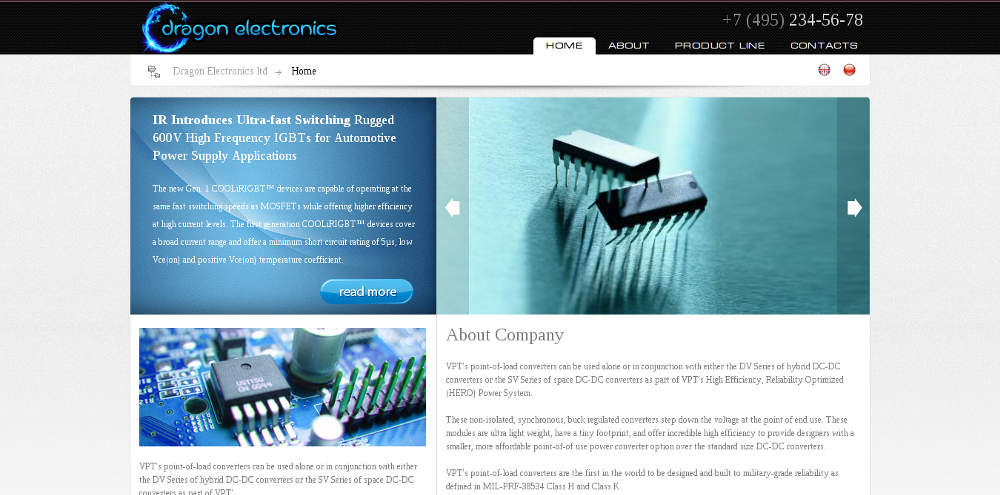 dragon electronics
+7 (495) 234-56-78
HOME ABOUT PRODUCT LINE CONTACTS
Dragon Electronics ltd Home
IR Introduces Ultra-fast Switching Rugged
600V High Frequency IGBTs for Automotive
Power Supply Applications
The new Gen. 1 COOLiRIGBT™ devices are capable of operating at the
same fast switching speeds as MOSFETs while offering higher efficiency
at high current levels. The first generation COOLiRIGBT™ devices cover
a broad current range and offer a minimum short circuit rating of 5µs, low
Vce(on) and positive Vce(on) temperature coefficient.
read more
VPT's point-of-load converters can be used alone or in conjunction with either
the DV Series of hybrid DC-DC converters or the SV Series of space DC-DC
converters as part of VPT'
About Company
VPT's point-of-load converters can be used alone or in conjunction with either the DV Series of hybrid DC-DC
converters or the SV Series of space DC-DC converters as part of VPT's High Efficiency, Reliability Optimized
(HERO) Power System.
These non-isolated, synchronous, buck regulated converters step down the voltage at the point of end use. These
modules are ultra light weight, have a tiny footprint, and offer incredible high efficiency to provide designers with a
smaller, more affordable point-of-of use power converter option over the standard size DC-DC converters.
VPT's point-of-load converters are the first in the world to be designed and built to military-grade reliability as
defined in MIL-PRF-38534 Class H and Class K.